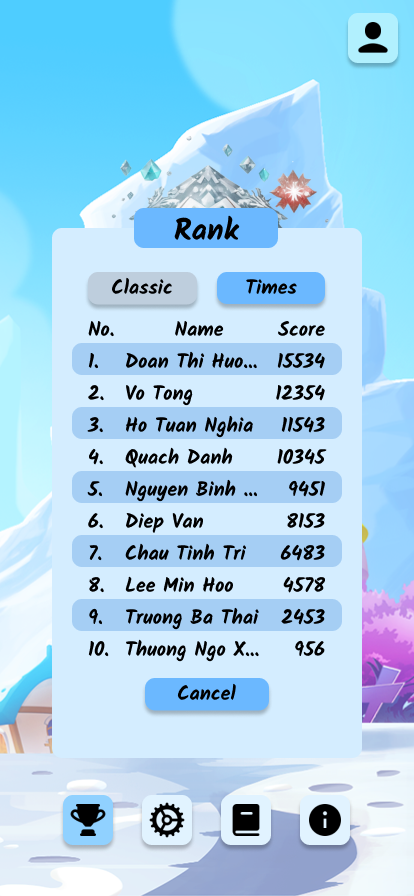 Rank
Classic Times
No. Name Score
1. Doan Thi Huo... 15534
2. Vo Tong 12354
3. Ho Tuan Nghia 11543
4. Quach Danh 10345
5. Nguyen Binh ... 9451
6. Diep Van 8153
7. Chau Tinh Tri 6483
8. Lee Min Hoo 4578
9. Truong Ba Thai 2453
10. Thuong Ngo X... 956
Cancel